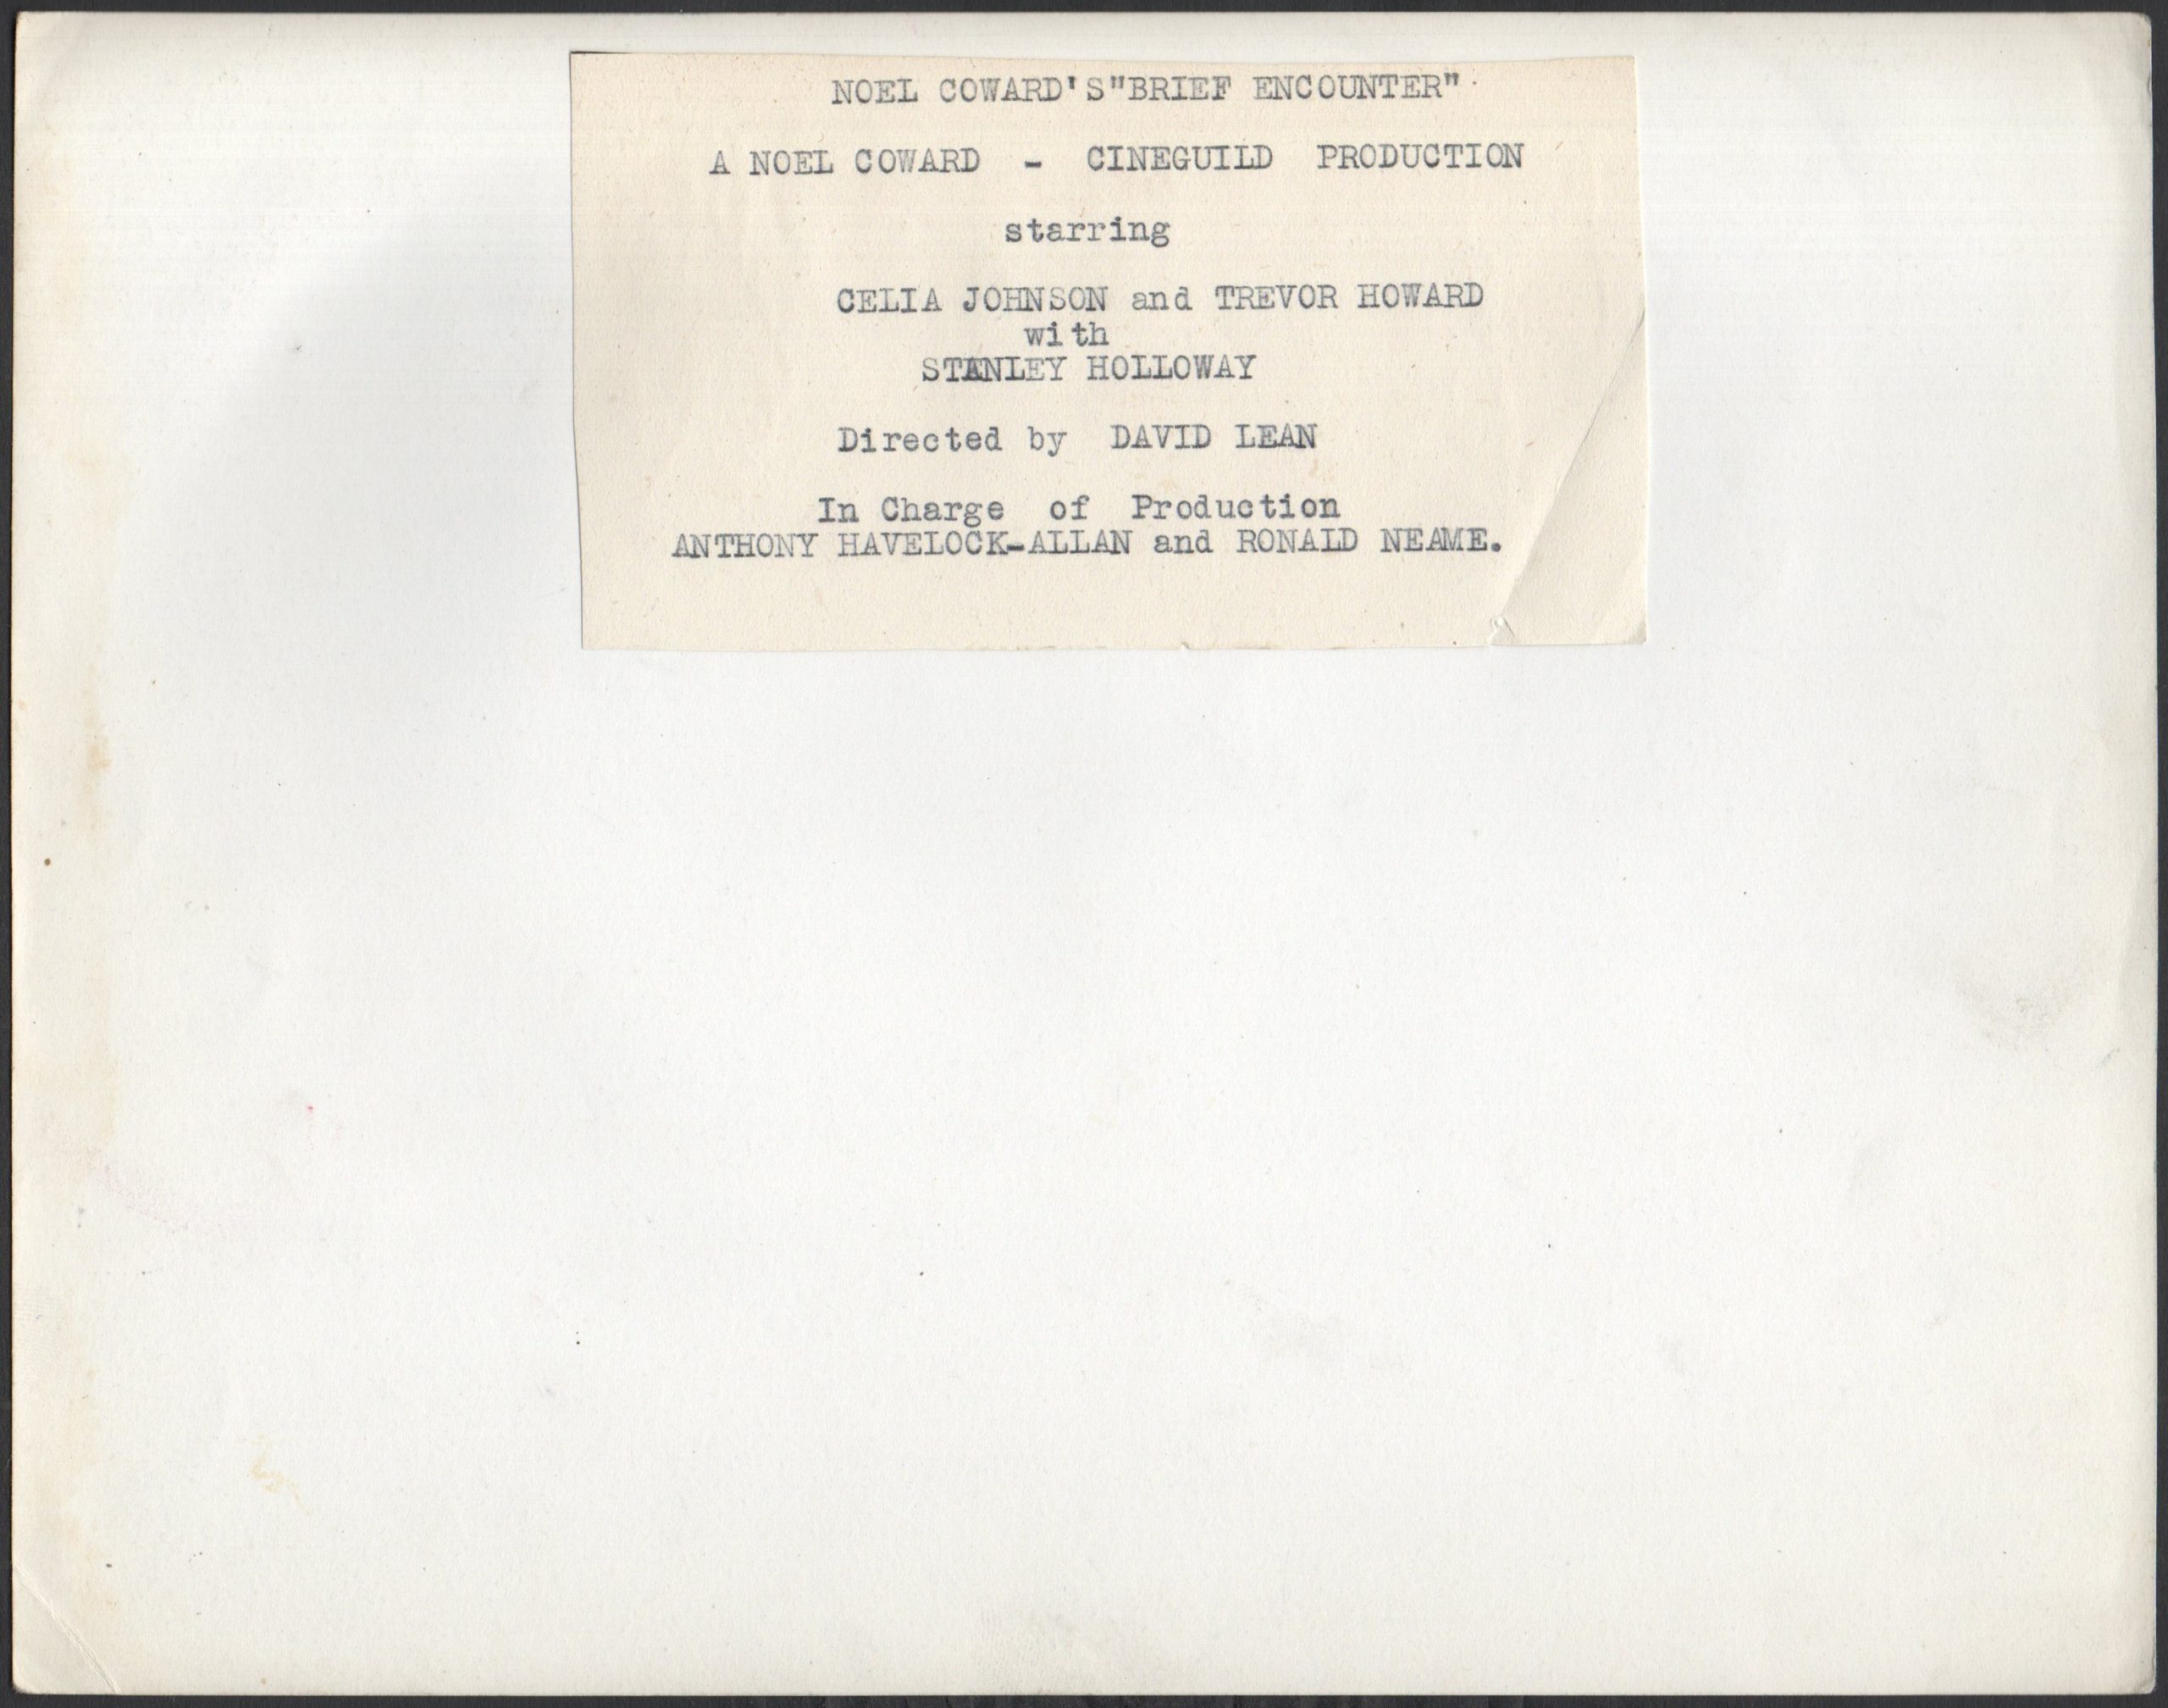 NOEL COWARD'S"BRIEF ENCOUNTER"
A NOEL COWARD - CINEGUILD PRODUCTION
starring
CELIA JOHNSON and TREVOR HOWARD
with
STANLEY HOLLOWAY
Directed by DAVID LEAN
In Charge of Production
ANTHONY HAVELOCK-ALLAN and RONALD NEAME.